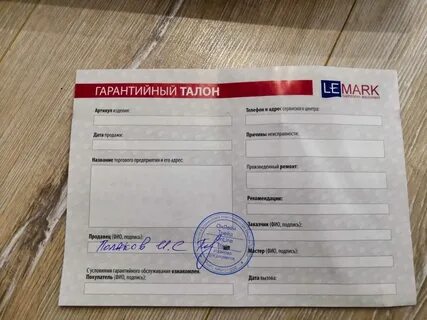 ГАРАНТИЙНЫЙ ТАЛОН
LEMARK
Артикул изделия:
Дата продажи:
Название торгового предприятия и его адрес:
Продавец (ФИО, подпись):
Поляков И.С
С условиями гарантийного обслуживания ознакомлен.
Покупатель (ФИО, подпись):
Телефон и адрес сервисного центра:
Причины неисправности:
Произведенный ремонт:
Рекомендации:
Заказчик (ФИО, подпись):
Мастер (ФИО, подпись):
Дата вызова: